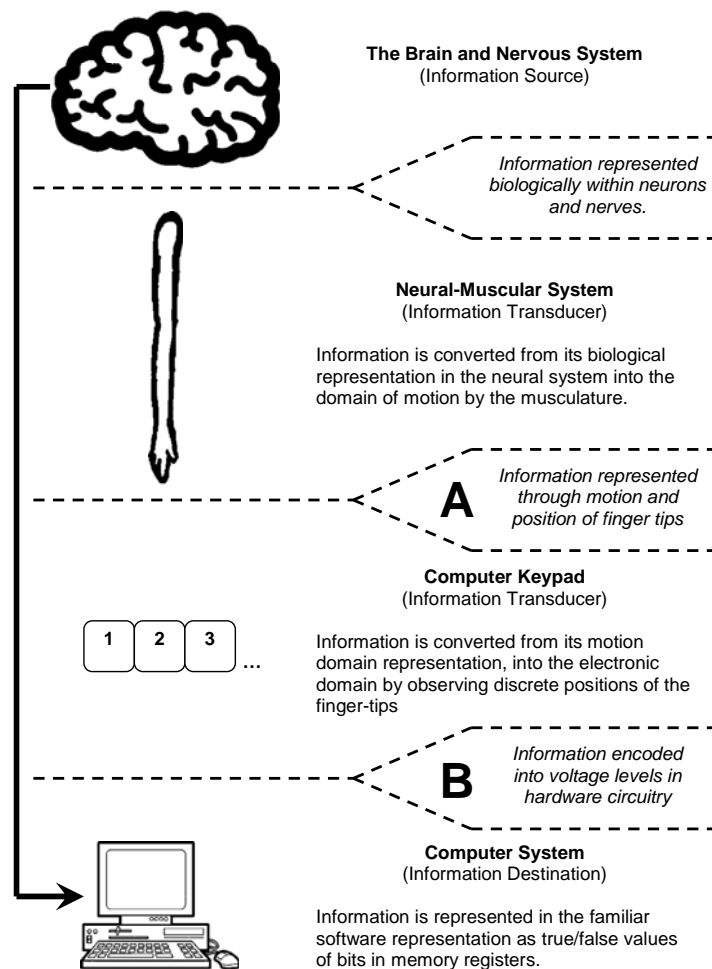 The Brain and Nervous System
(Information Source)
Information represented
biologically within neurons
and nerves.
Neural-Muscular System
(Information Transducer)
Information is converted from its biological
representation in the neural system into the
domain of motion by the musculature.
A
Information represented
through motion and
position of finger tips
Computer Keypad
(Information Transducer)
1 2 3 ...
Information is converted from its motion
domain representation, into the electronic
domain by observing discrete positions of the
finger-tips
B
Information encoded
into voltage levels in
hardware circuitry
Computer System
(Information Destination)
Information is represented in the familiar
software representation as true/false values
of bits in memory registers.